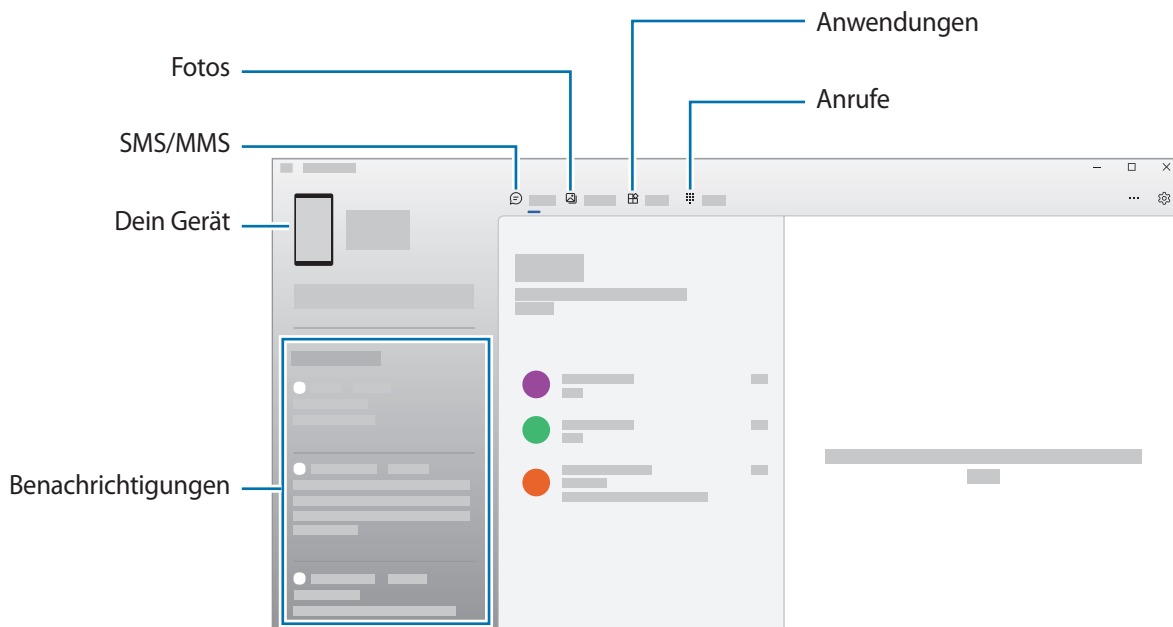 Anwendungen
Fotos
Anrufe
SMS/MMS
Dein Gerät
Benachrichtigungen